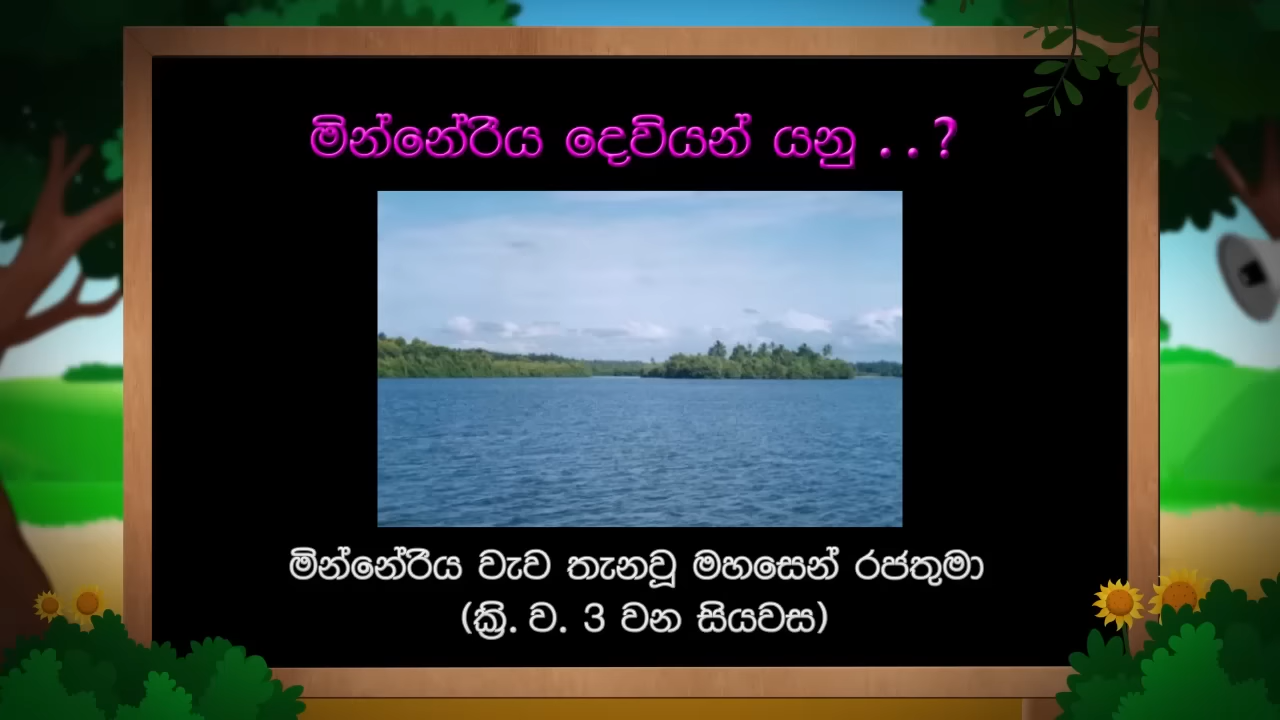 මින්නේරිය දෙවියන් යනු . . ?
මින්නේරිය වැව තැනවූ මහසෙන් රජතුමා
(ක්‍රි. ව. 3 වන සියවස)